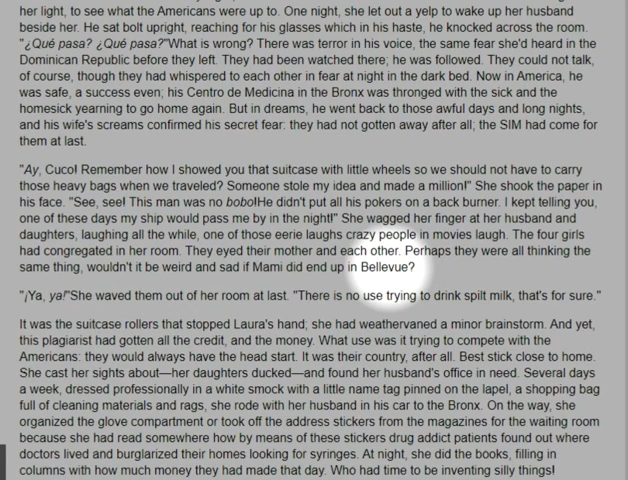 her light, to see what the Americans were up to. One night, she let out a yelp to wake up her husband
beside her. He sat bolt upright, reaching for his glasses which in his haste, he knocked across the room.
"¿Qué pasa? ¿Qué pasa?"What is wrong? There was terror in his voice, the same fear she'd heard in the
Dominican Republic before they left. They had been watched there; he was followed. They could not talk,
of course, though they had whispered to each other in fear at night in the dark bed. Now in America, he
was safe, a success even; his Centro de Medicina in the Bronx was thronged with the sick and the
homesick yearning to go home again. But in dreams, he went back to those awful days and long nights,
and his wife's screams confirmed his secret fear: they had not gotten away after all; the SIM had come for
them at last.
"Ay, Cuco! Remember how I showed you that suitcase with little wheels so we should not have to carry
those heavy bags when we traveled? Someone stole my idea and made a million!" She shook the paper in
his face. "See, see! This man was no bobo!He didn't put all his pokers on a back burner. I kept telling you,
one of these days my ship would pass me by in the night!" She wagged her finger at her husband and
daughters, laughing all the while, one of those eerie laughs crazy people in movies laugh. The four girls
had congregated in her room. They eyed their mother and each other. Perhaps they were all thinking the
same thing, wouldn't it be weird and sad if Mami did end up in Bellevue?
"¡Ya, ya!"She waved them out of her room at last. "There is no use trying to drink spilt milk, that's for sure."
It was the suitcase rollers that stopped Laura's hand; she had weathervaned a minor brainstorm. And yet,
this plagiarist had gotten all the credit, and the money. What use was it trying to compete with the
Americans: they would always have the head start. It was their country, after all. Best stick close to home.
She cast her sights about—her daughters ducked—and found her husband's office in need. Several days
a week, dressed professionally in a white smock with a little name tag pinned on the lapel, a shopping bag
full of cleaning materials and rags, she rode with her husband in his car to the Bronx. On the way, she
organized the glove compartment or took off the address stickers from the magazines for the waiting room
because she had read somewhere how by means of these stickers drug addict patients found out where
doctors lived and burglarized their homes looking for syringes. At night, she did the books, filling in
columns with how much money they had made that day. Who had time to be inventing silly things!